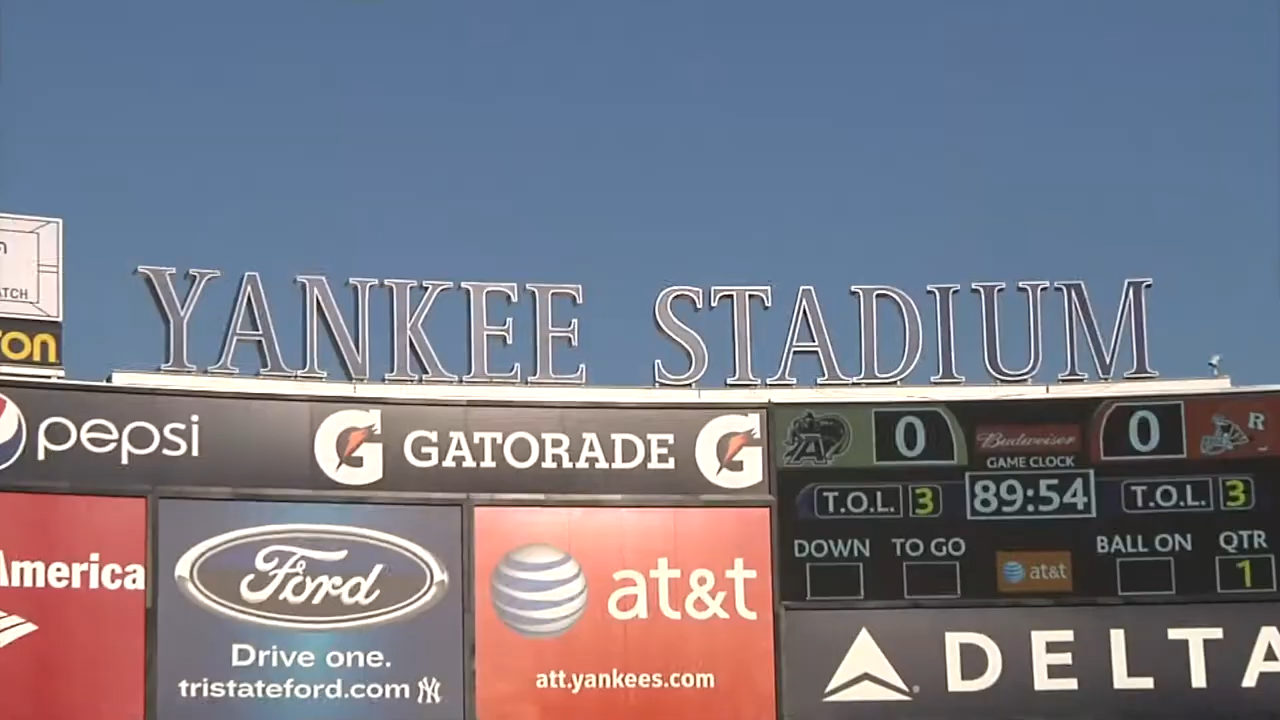 YANKEE STADIUM
ATCH
on
pepsi
G GATORADE G
0
Budweiser
0
R
GAME CLOCK
T.O.L. 3
89:54
T.O.L. 3
DOWN
TO GO
at&t
BALL ON
QTR
1
America
Ford
Drive one.
tristateford.com NY
at&t
att.yankees.com
DELTA